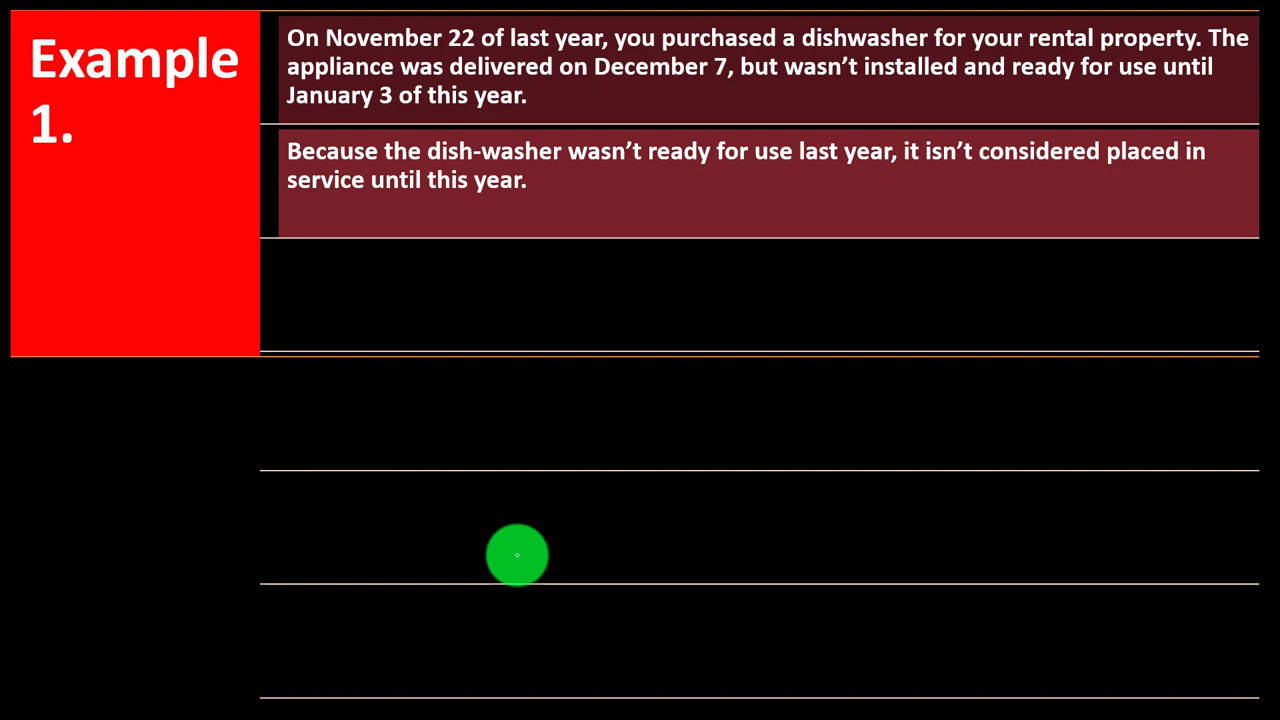 Example
1.
On November 22 of last year, you purchased a dishwasher for your rental property. The
appliance was delivered on December 7, but wasn’t installed and ready for use until
January 3 of this year.
Because the dish-washer wasn’t ready for use last year, it isn’t considered placed in
service until this year.